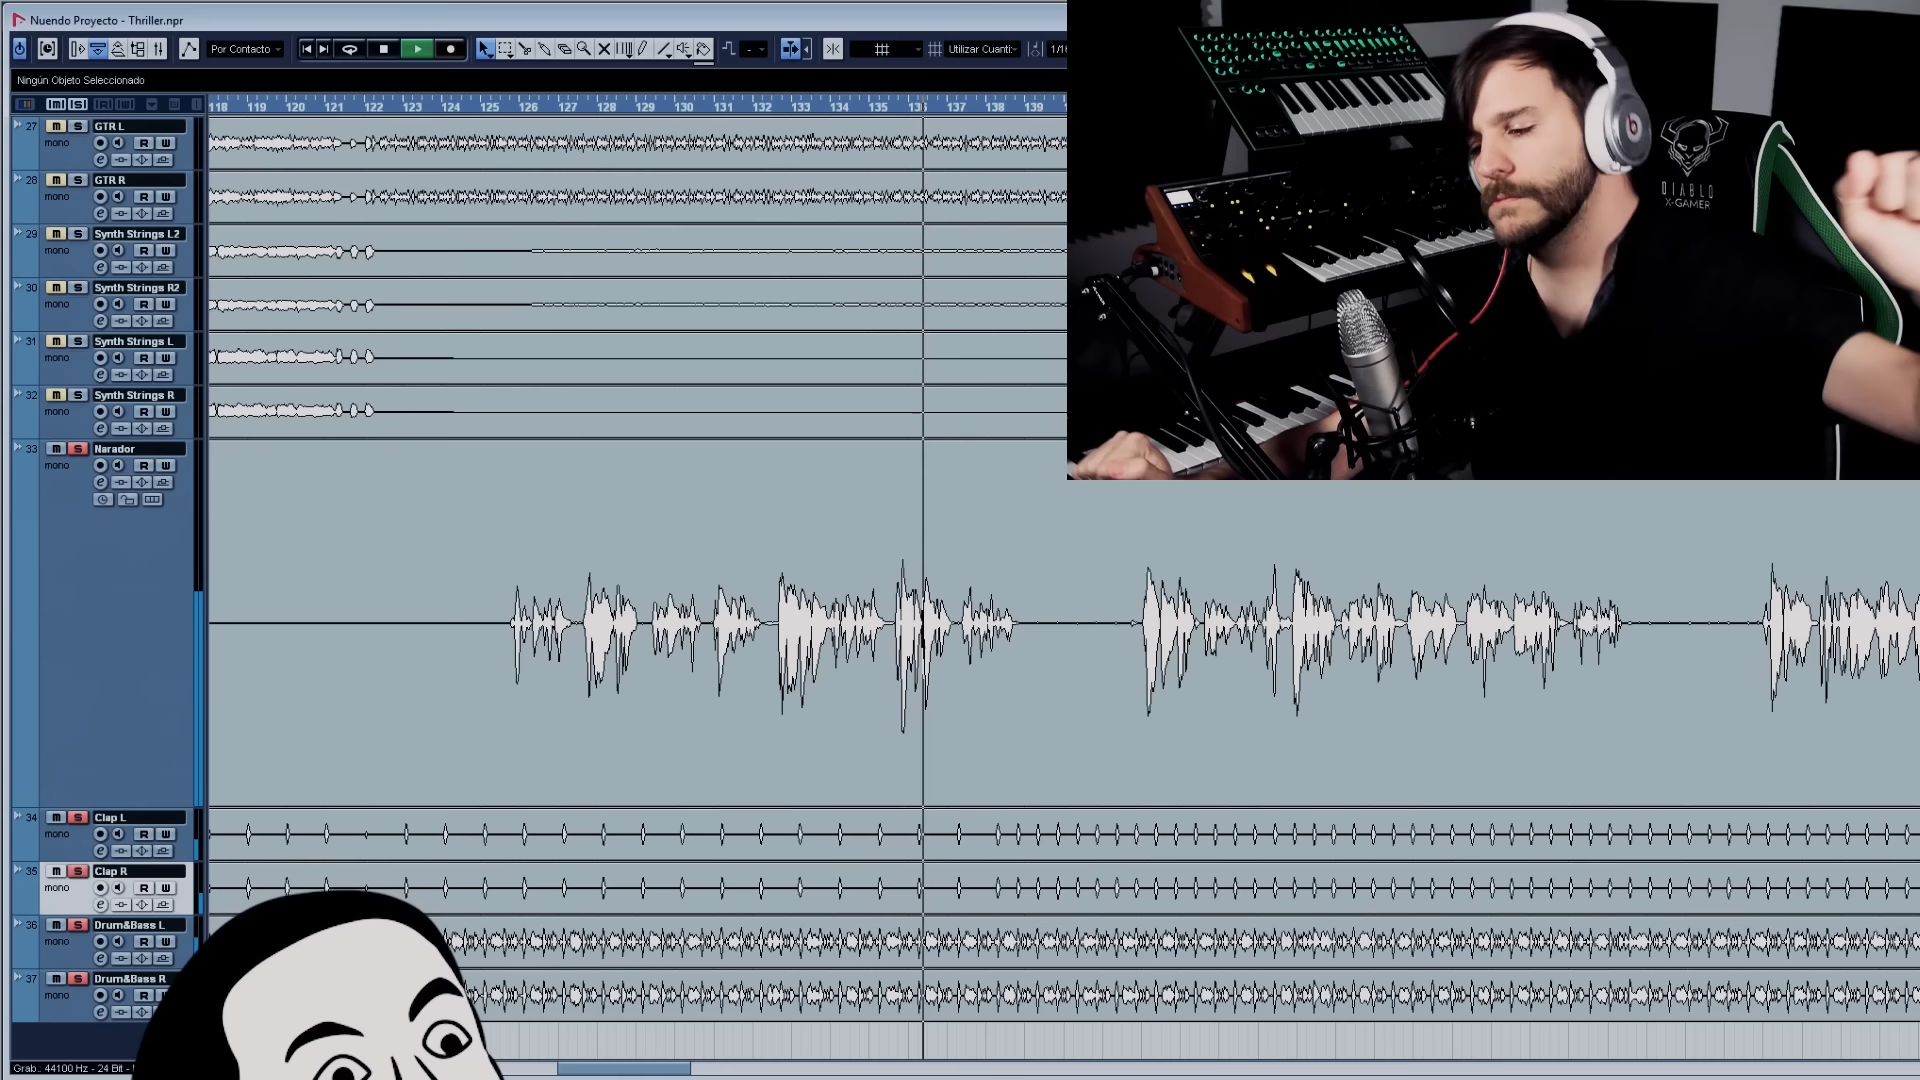 Nuendo Proyecto - Thriller.npr
Por Contacto
Utilizar Cuanti
1/16
Ningún Objeto Seleccionado
118 119 120 121 122 123 124 125 126 127 128 129 130 131 132 133 134 135 136 137 138 139
27 m S GTR L
mono R W
e
28 m S GTR R
mono R W
e
29 m S Synth Strings L2
mono R W
e
30 m S Synth Strings R2
mono R W
e
31 m S Synth Strings L
mono R W
e
32 m S Synth Strings R
mono R W
e
33 m S Narador
mono R W
e
34 m S Clap L
mono R W
e
35 m S Clap R
mono R W
e
36 m S Drum&Bass L
mono R W
e
37 m S Drum&Bass R
mono R
e
Grab.: 44100 Hz - 24 Bit -
DIABLO
X-GAMER